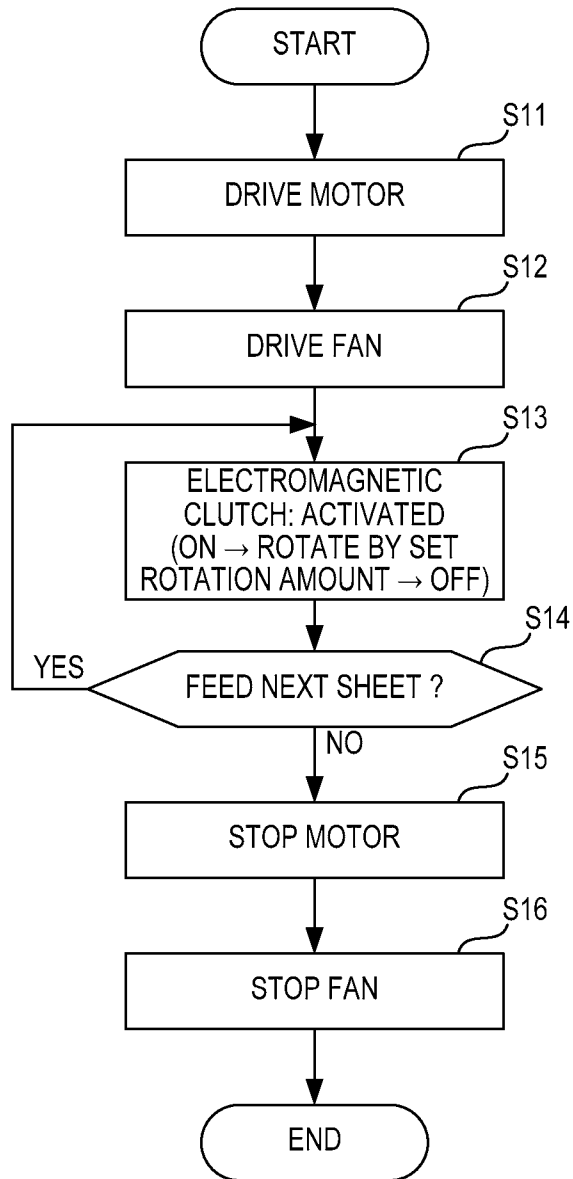 START
S11
DRIVE MOTOR
S12
DRIVE FAN
S13
ELECTROMAGNETIC
CLUTCH: ACTIVATED
(ON → ROTATE BY SET
ROTATION AMOUNT → OFF)
S14
YES
FEED NEXT SHEET ?
NO
S15
STOP MOTOR
S16
STOP FAN
END